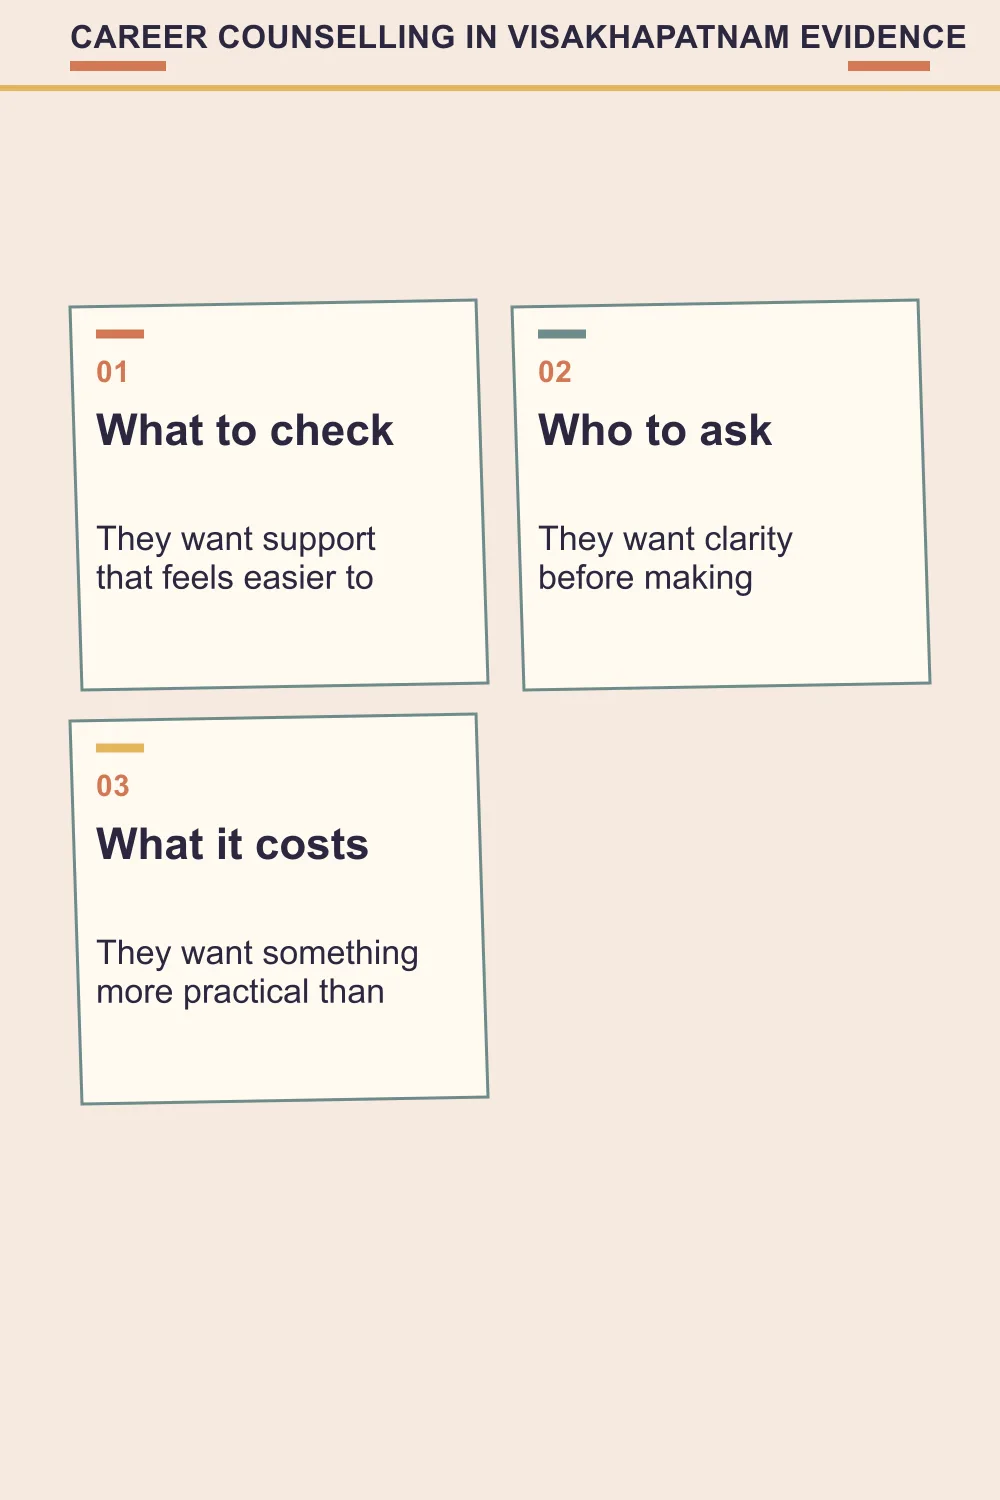 CAREER COUNSELLING IN VISAKHAPATNAM EVIDENCE
01
What to check
They want support
that feels easier to
02
Who to ask
They want clarity
before making
03
What it costs
They want something
more practical than